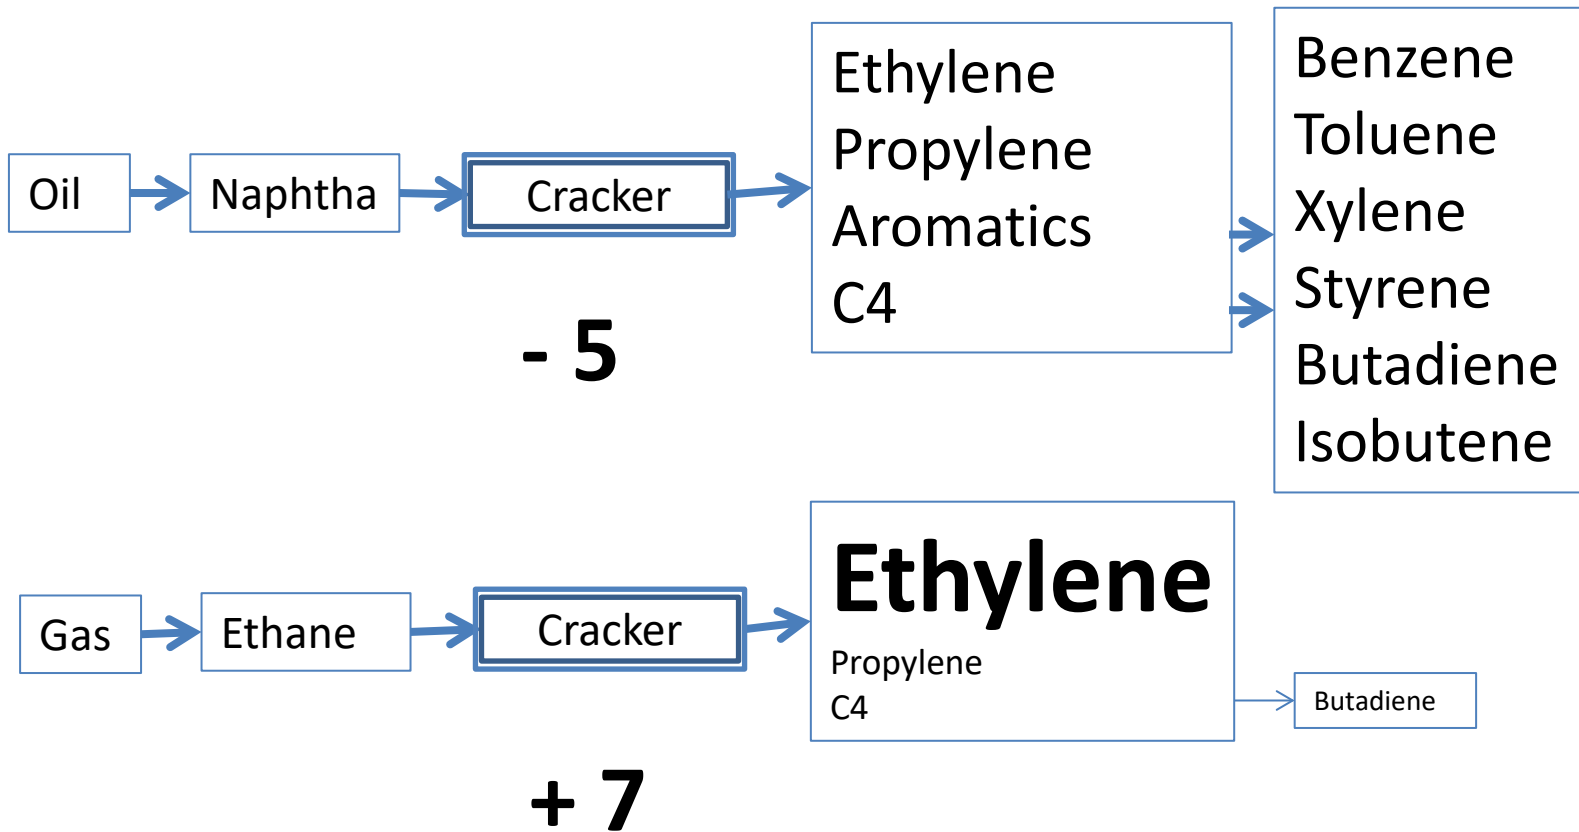 Oil
Naphtha
Cracker
Ethylene
Propylene
Aromatics
C4
Benzene
Toluene
Xylene
Styrene
Butadiene
Isobutene
- 5
Gas
Ethane
Cracker
Ethylene
Propylene
C4
Butadiene
+ 7